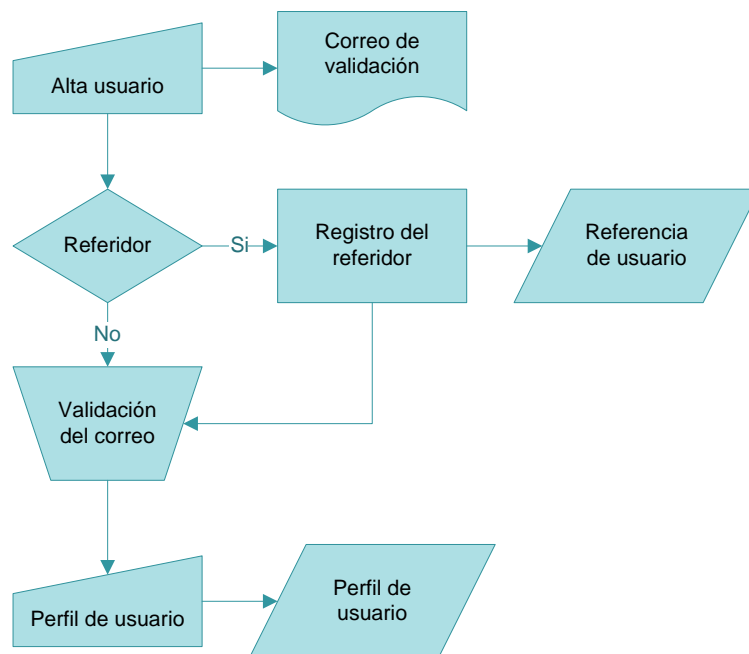 Alta usuario
Correo de
validación
Referidor
Si
Registro del
referidor
Referencia
de usuario
No
Validación
del correo
Perfil de usuario
Perfil de
usuario